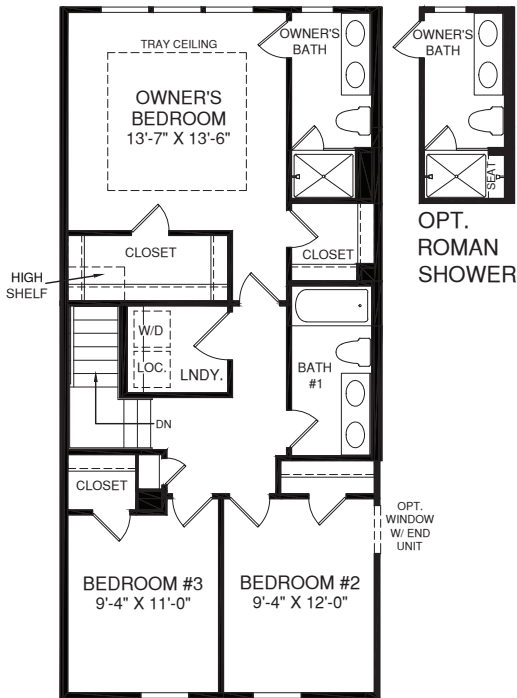 TRAY CEILING
OWNER'S
BEDROOM
13'-7" X 13'-6"
OWNER'S
BATH
OWNER'S
BATH
SEAT
OPT.
ROMAN
SHOWER
CLOSET
CLOSET
HIGH
SHELF
W/D
LOC.
LNDY.
BATH
#1
DN
CLOSET
OPT.
WINDOW
W/ END
UNIT
BEDROOM #3
9'-4" X 11'-0"
BEDROOM #2
9'-4" X 12'-0"